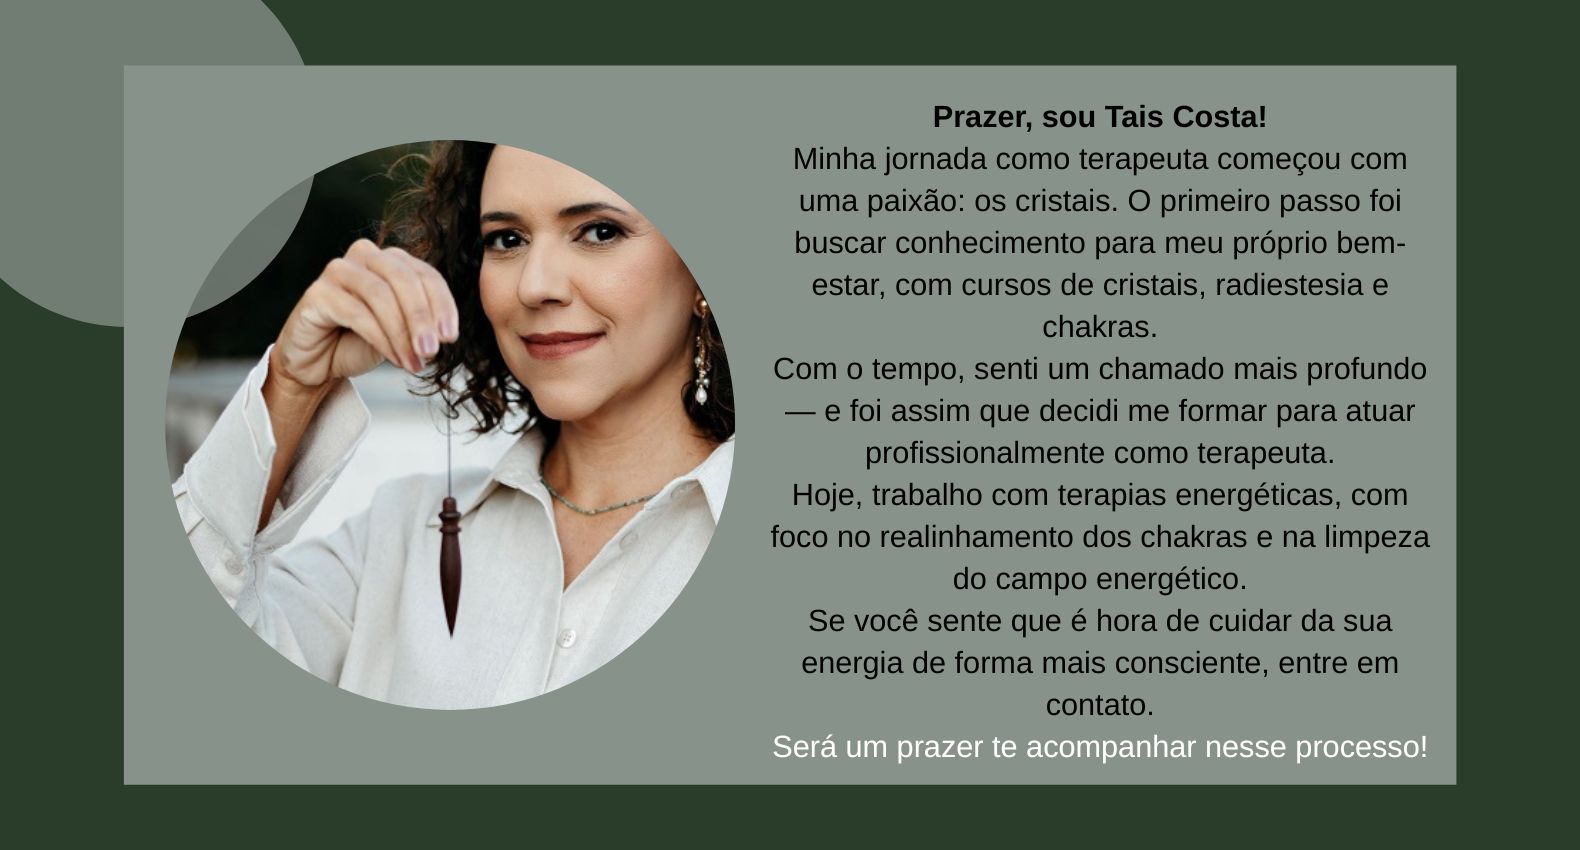 Prazer, sou Tais Costa!
Minha jornada como terapeuta começou com
uma paixão: os cristais. O primeiro passo foi
buscar conhecimento para meu próprio bem-
estar, com cursos de cristais, radiestesia e
chakras.
Com o tempo, senti um chamado mais profundo
— e foi assim que decidi me formar para atuar
profissionalmente como terapeuta.
Hoje, trabalho com terapias energéticas, com
foco no realinhamento dos chakras e na limpeza
do campo energético.
Se você sente que é hora de cuidar da sua
energia de forma mais consciente, entre em
contato.
Será um prazer te acompanhar nesse processo!